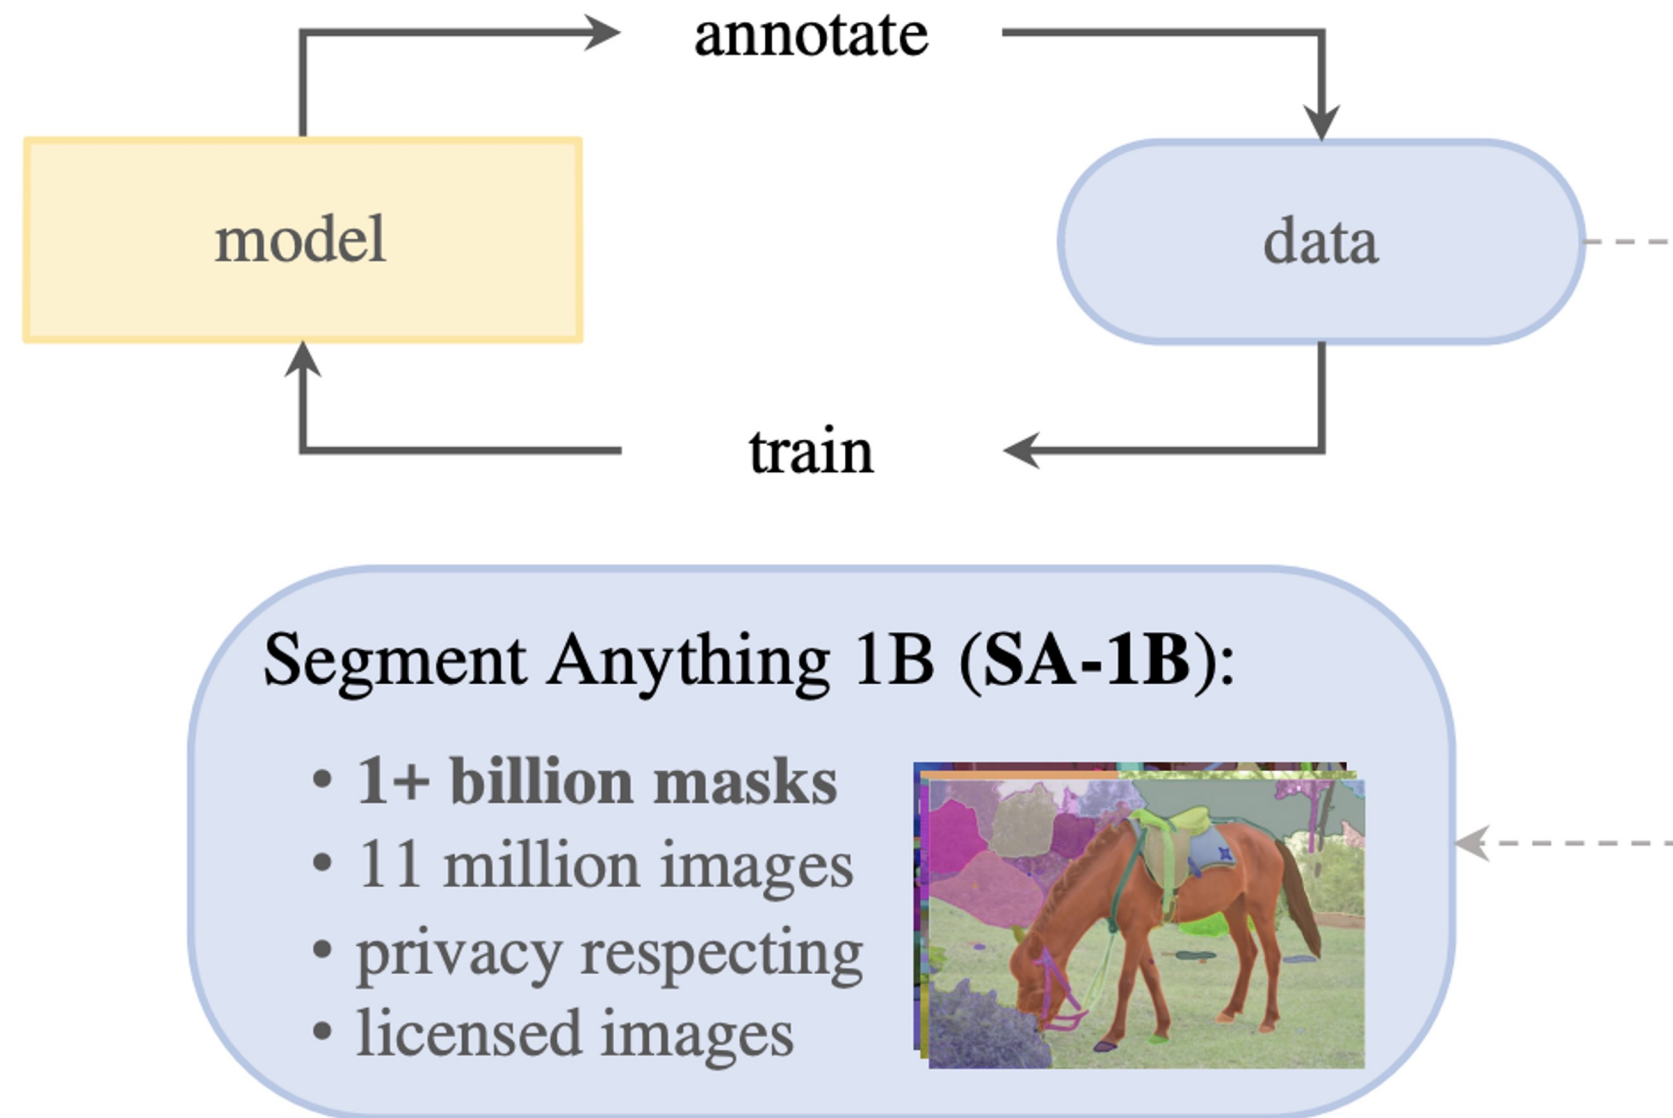 annotate
model
data
train
Segment Anything 1B (SA-1B):
• 1+ billion masks
• 11 million images
• privacy respecting
• licensed images